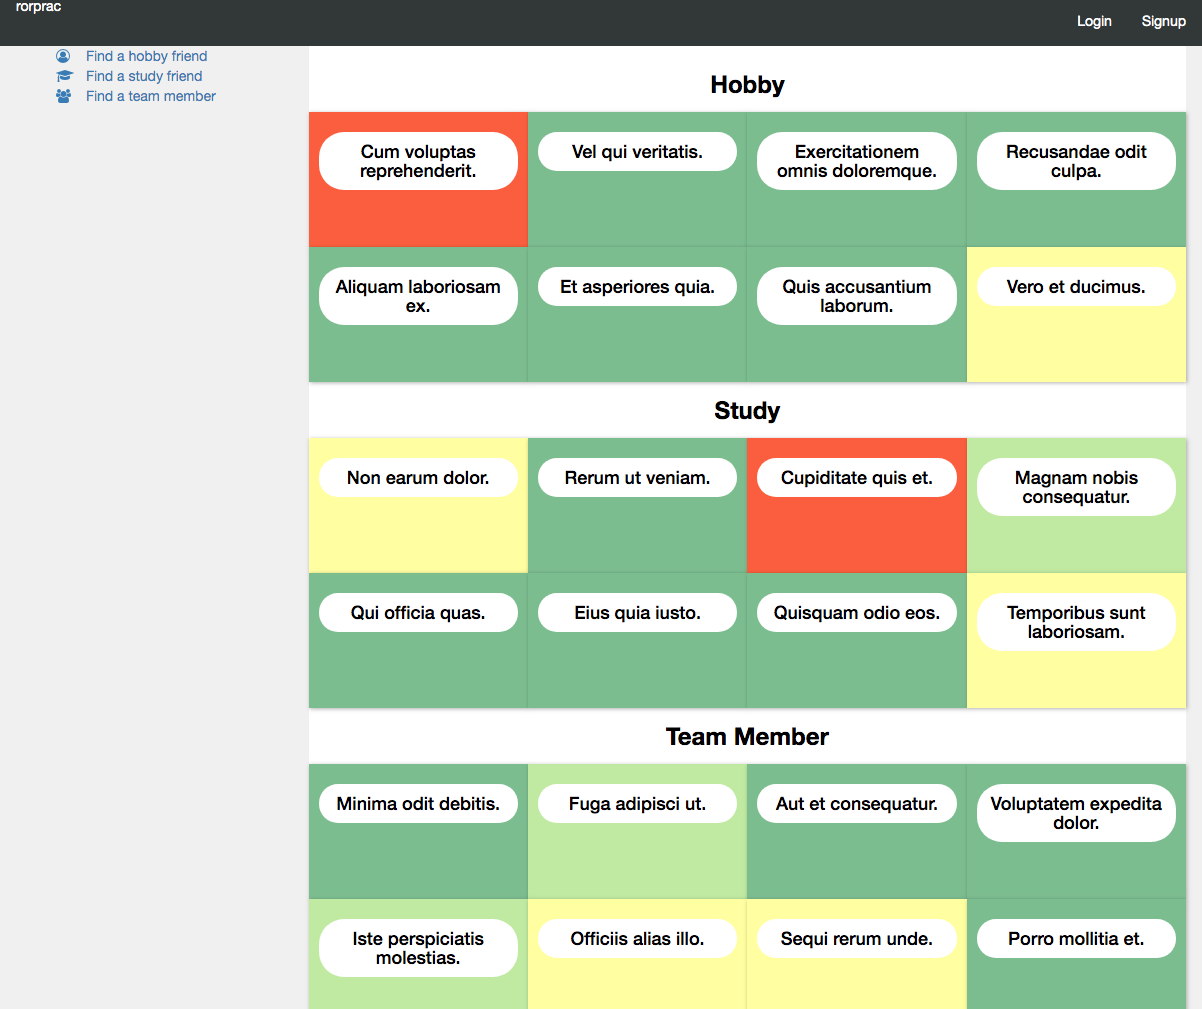 rorprac
Login Signup
Find a hobby friend
Find a study friend
Find a team member
Hobby
Cum voluptas
reprehenderit.
Vel qui veritatis.
Exercitationem
omnis doloremque.
Recusandae odit
culpa.
Aliquam laboriosam
ex.
Et asperiores quia.
Quis accusantium
laborum.
Vero et ducimus.
Study
Non earum dolor.
Rerum ut veniam.
Cupiditate quis et.
Magnam nobis
consequatur.
Qui officia quas.
Eius quia iusto.
Quisquam odio eos.
Temporibus sunt
laboriosam.
Team Member
Minima odit debitis.
Fuga adipisci ut.
Aut et consequatur.
Voluptatem expedita
dolor.
Iste perspiciatis
molestias.
Officiis alias illo.
Sequi rerum unde.
Porro mollitia et.